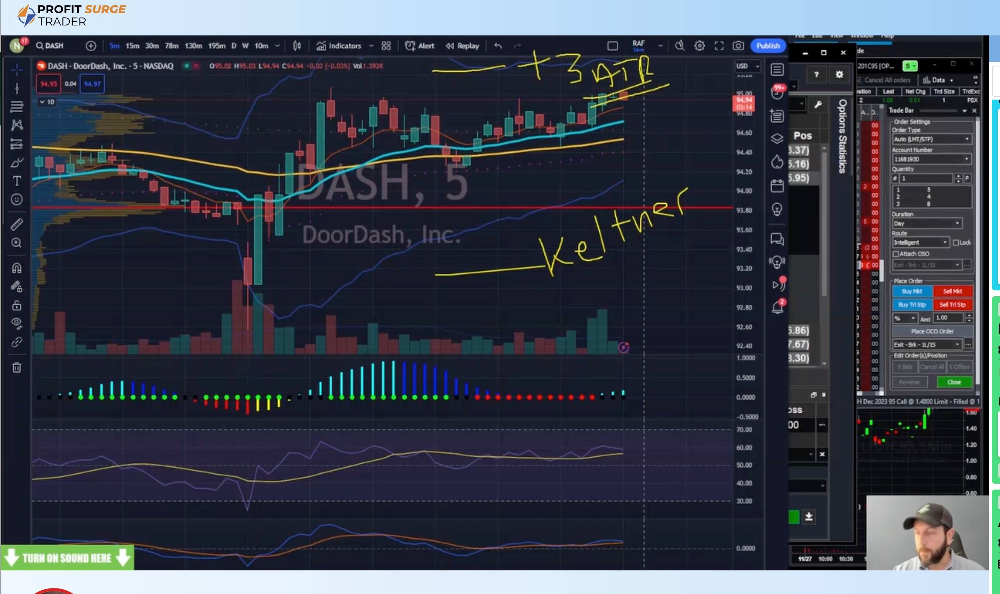 PROFIT SURGE
TRADER
N
17
DASH
5m 15m 30m 78m 130m 195m D W 10m
Indicators
Alert
Replay
RAF
Save
Publish
File Edit View Window Help
DASH · DoorDash, Inc. · 5 · NASDAQ
O95.02 H95.03 L94.94 C94.94 -0.03 (-0.03%) Vol1.393K
94.93 0.04 94.97
10
+3 ATR
USD
95.00
94.94
03:14
94.80
94.60
94.40
94.20
94.00
93.80
93.60
93.40
93.20
93.00
92.80
92.60
92.40
DASH, 5
DoorDash, Inc.
Keltner
1.0000
0.5000
0.0000
-0.5000
70.00
60.00
50.00
40.00
30.00
0.0000
99+
2
Options Statistics
Pos
3.37)
5.16)
5.95)
6.86)
7.67)
3.30)
oss
00
de
201C95 [OP...
S
Cancel All orders
Data
sition Last Net Chg Trd Size TrdExc
2 1.66 0.51 1 PSX
Trade Bar
Order Settings
Order Type
Auto (LMT/STP)
Account Number
11681930
Quantity
# 1 P
1 5
2 4
3 8
Duration
Day
Route
Intelligent Lock
Attach OSO
Exit - Brk - 1L/1S
Place Order
Buy Mkt Sell Mkt
Buy Trl Stp Sell Trl Stp
% Amt 1.00
Place OCO Order
Exit - Brk - 1L/1S
Edit Order(s)/Position
X Bids Cancel All X Offers
Reverse Close
H Dec 2023 95 Call @ 1.4800 Limit - Filled @ 1
1.60
1.40
1.20
1.00
0.80
0.60
11/27 10:00 10:30
TURN ON SOUND HERE